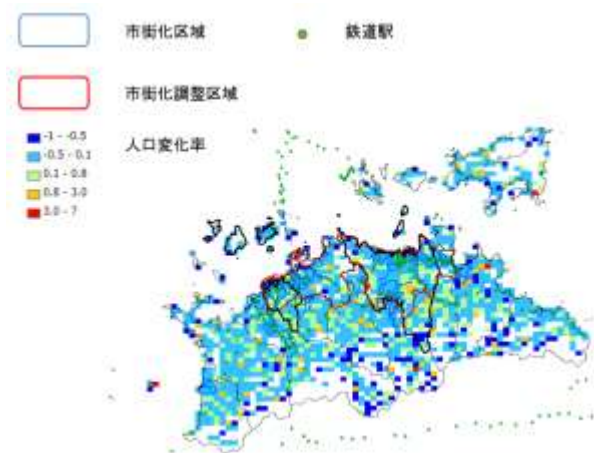 市街化区域
鉄道駅
市街化調整区域
人口変化率
-1 - -0.5
-0.5 - 0.1
0.1 - 0.8
0.8 - 3.0
3.0 - 7